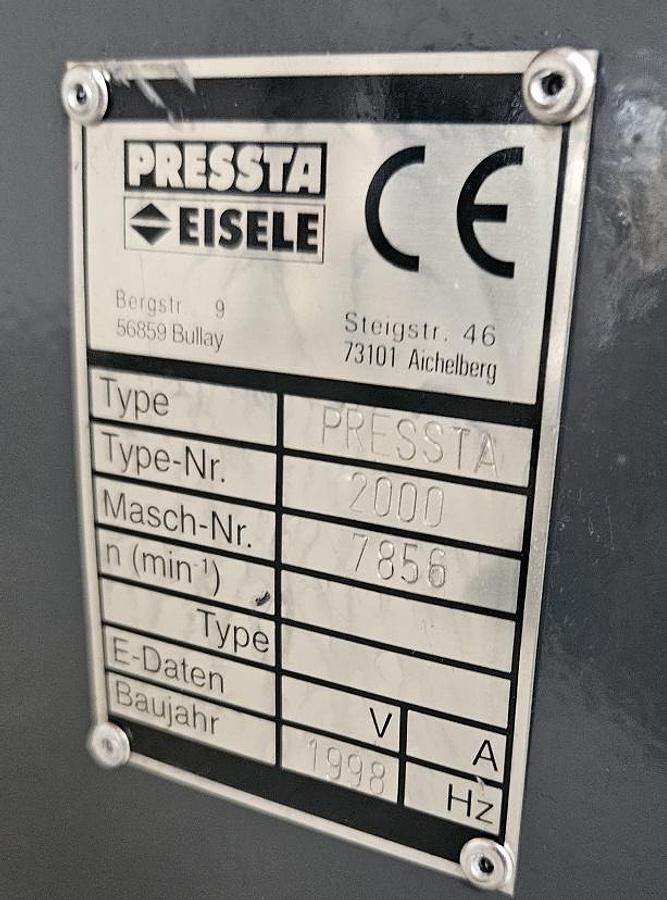 PRESSTA
EISELE
CE
Bergstr. 9
56859 Bullay
Steigstr. 46
73101 Aichelberg
Type PRESSTA
Type-Nr. 2000
Masch-Nr. 7856
n (min⁻¹)
Type
E-Daten V A
Baujahr 1998 Hz